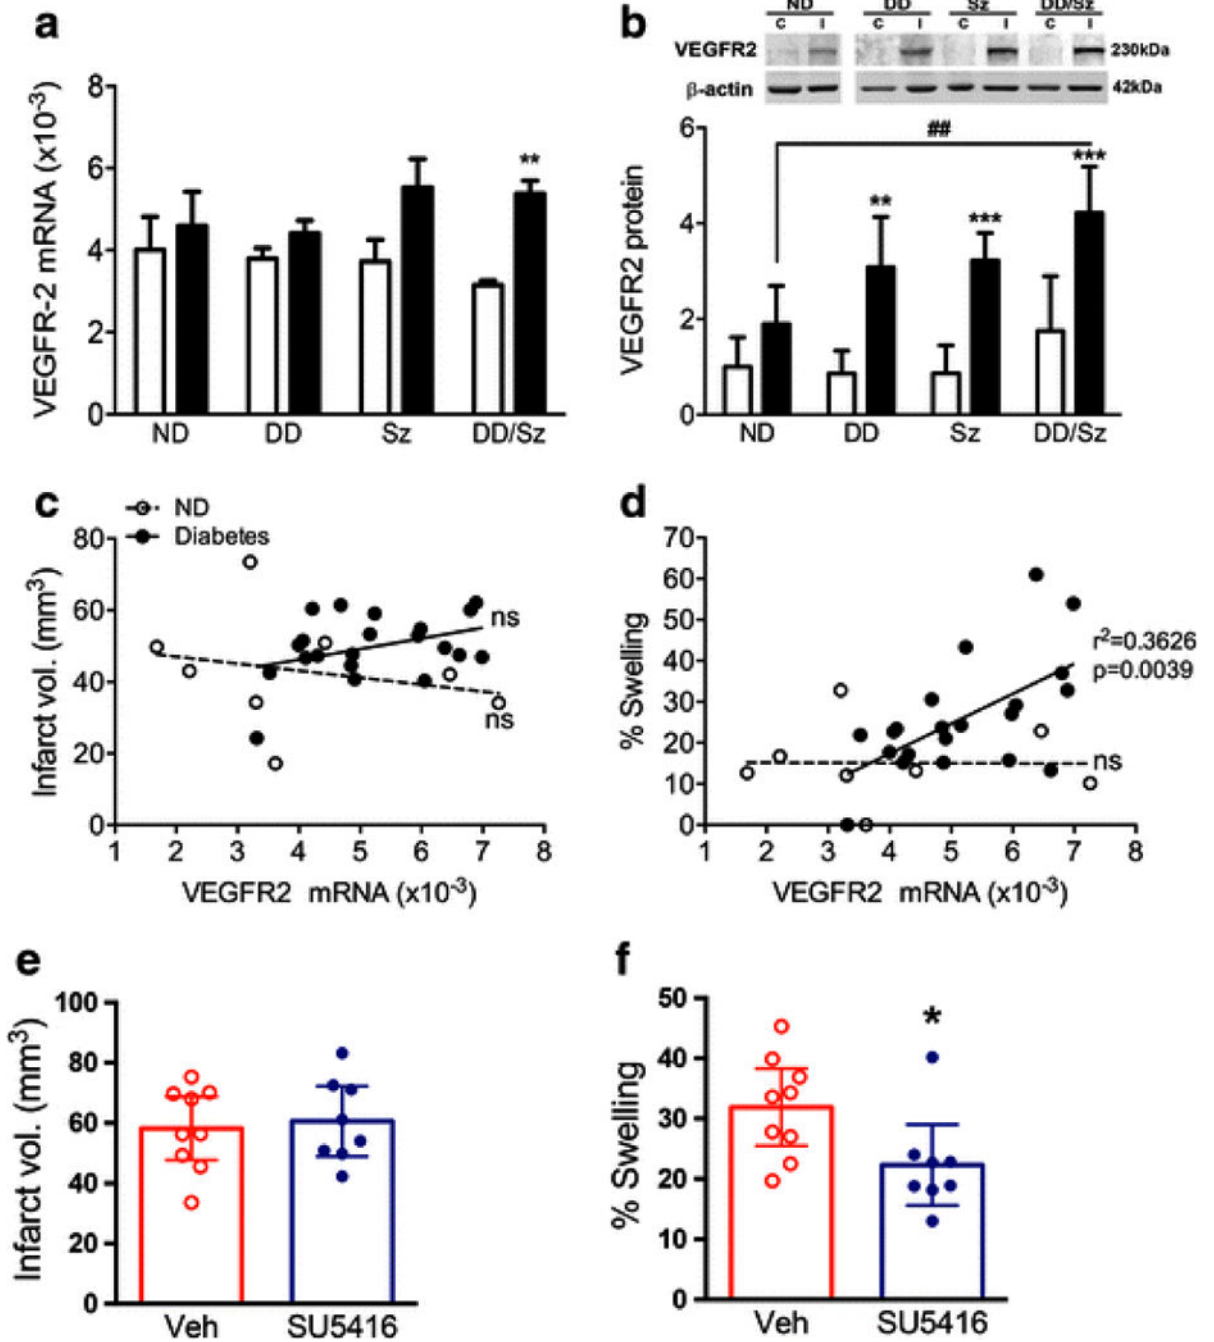 a
VEGFR-2 mRNA (x10-3)
8
6
4
2
0
**
ND DD Sz DD/Sz
b
ND DD Sz DD/Sz
C I C I C I C I
VEGFR2 230kDa
β-actin 42kDa
VEGFR2 protein
6
4
2
0
##
** *** ***
ND DD Sz DD/Sz
c
ND
Diabetes
Infarct vol. (mm3)
80
60
40
20
0
ns
ns
1 2 3 4 5 6 7 8
VEGFR2 mRNA (x10-3)
d
% Swelling
70
60
50
40
30
20
10
0
r2=0.3626
p=0.0039
ns
1 2 3 4 5 6 7 8
VEGFR2 mRNA (x10-3)
e
Infarct vol. (mm3)
100
80
60
40
20
0
Veh SU5416
f
% Swelling
50
40
30
20
10
0
*
Veh SU5416